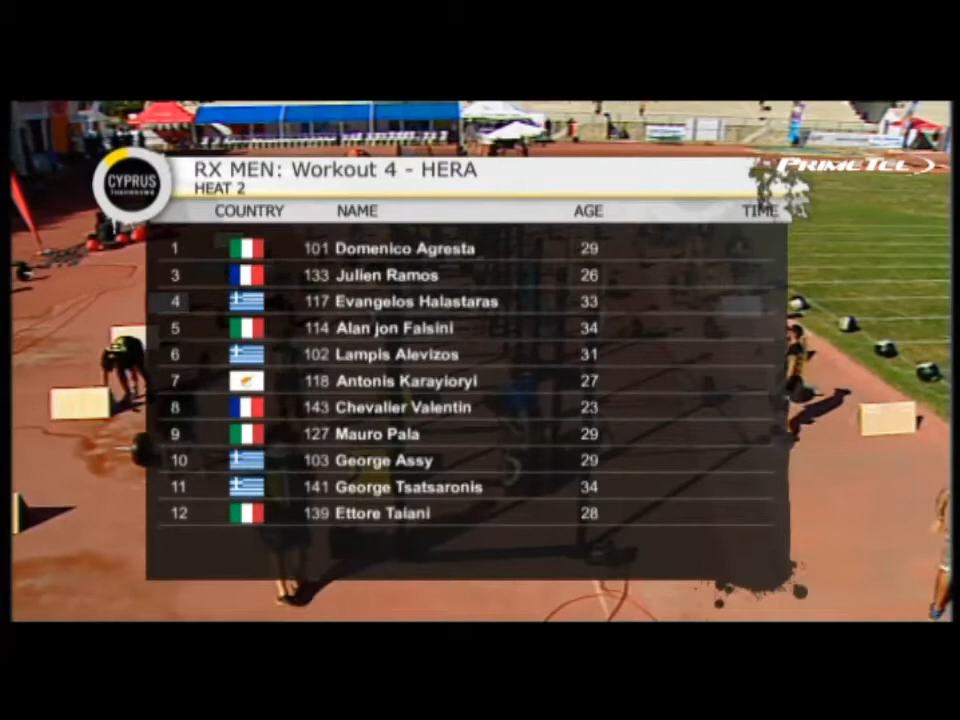 RX MEN: Workout 4 - HERA
CYPRUS
THROWDOWN
HEAT 2
PRIMETEL
COUNTRY NAME AGE TIME
1 101 Domenico Agresta 29
3 133 Julien Ramos 26
4 117 Evangelos Halastaras 33
5 114 Alan jon Falsini 34
6 102 Lampis Alevizos 31
7 118 Antonis Karayioryi 27
8 143 Chevalier Valentin 23
9 127 Mauro Pala 29
10 103 George Assy 29
11 141 George Tsatsaronis 34
12 139 Ettore Taiani 28